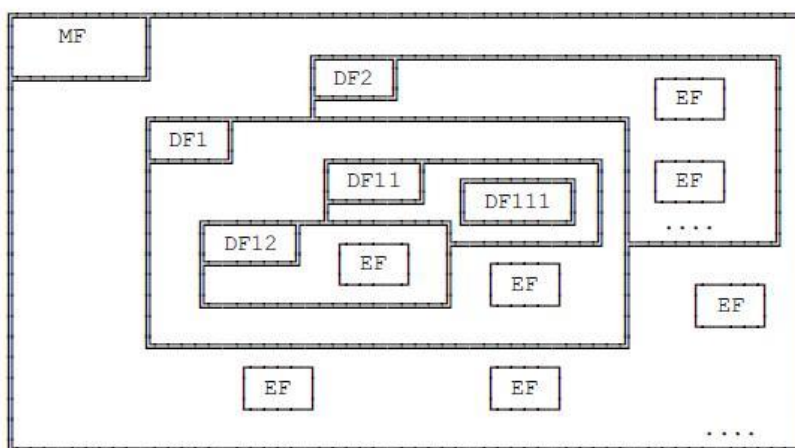 MF
DF2
EF
DF1
DF11
EF
DF111
....
DF12
EF
EF
EF
EF
EF
....